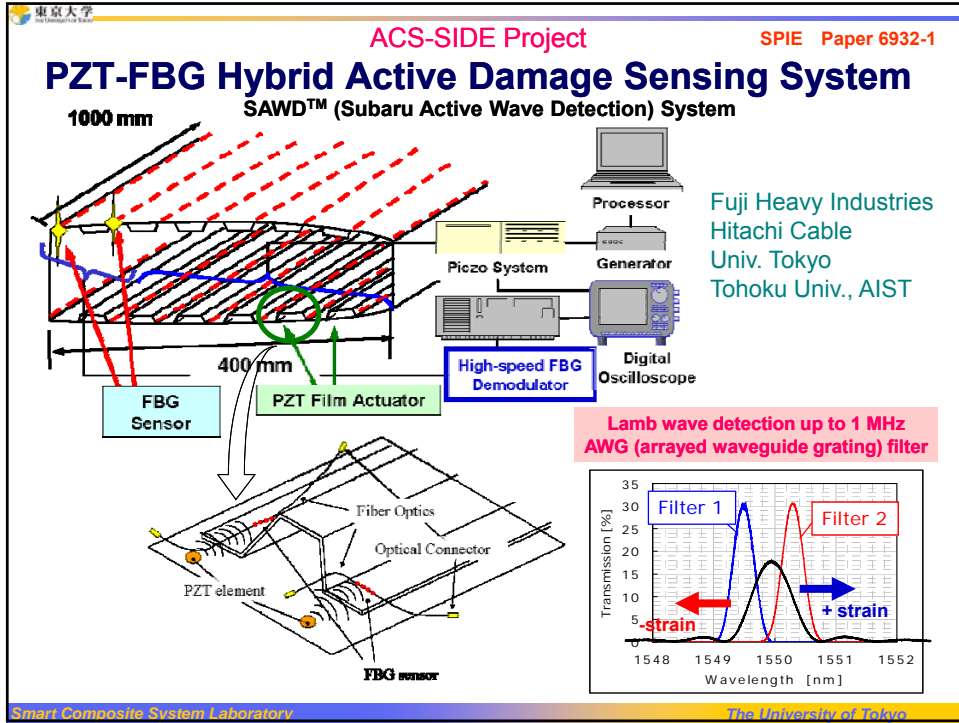 東京大学
The University of Tokyo
ACS-SIDE Project
SPIE Paper 6932-1
PZT-FBG Hybrid Active Damage Sensing System
SAWD™ (Subaru Active Wave Detection) System
1000 mm
Processor
Piezo System
Generator
Fuji Heavy Industries
Hitachi Cable
Univ. Tokyo
Tohoku Univ., AIST
400 mm
High-speed FBG
Demodulator
Digital
Oscilloscope
FBG
Sensor
PZT Film Actuator
Lamb wave detection up to 1 MHz
AWG (arrayed waveguide grating) filter
Fiber Optics
Optical Connector
PZT element
FBG sensor
Transmission [%]
35
30
25
20
15
10
5
0
Filter 1
Filter 2
-strain
+ strain
1548 1549 1550 1551 1552
Wavelength [nm]
Smart Composite System Laboratory
The University of Tokyo